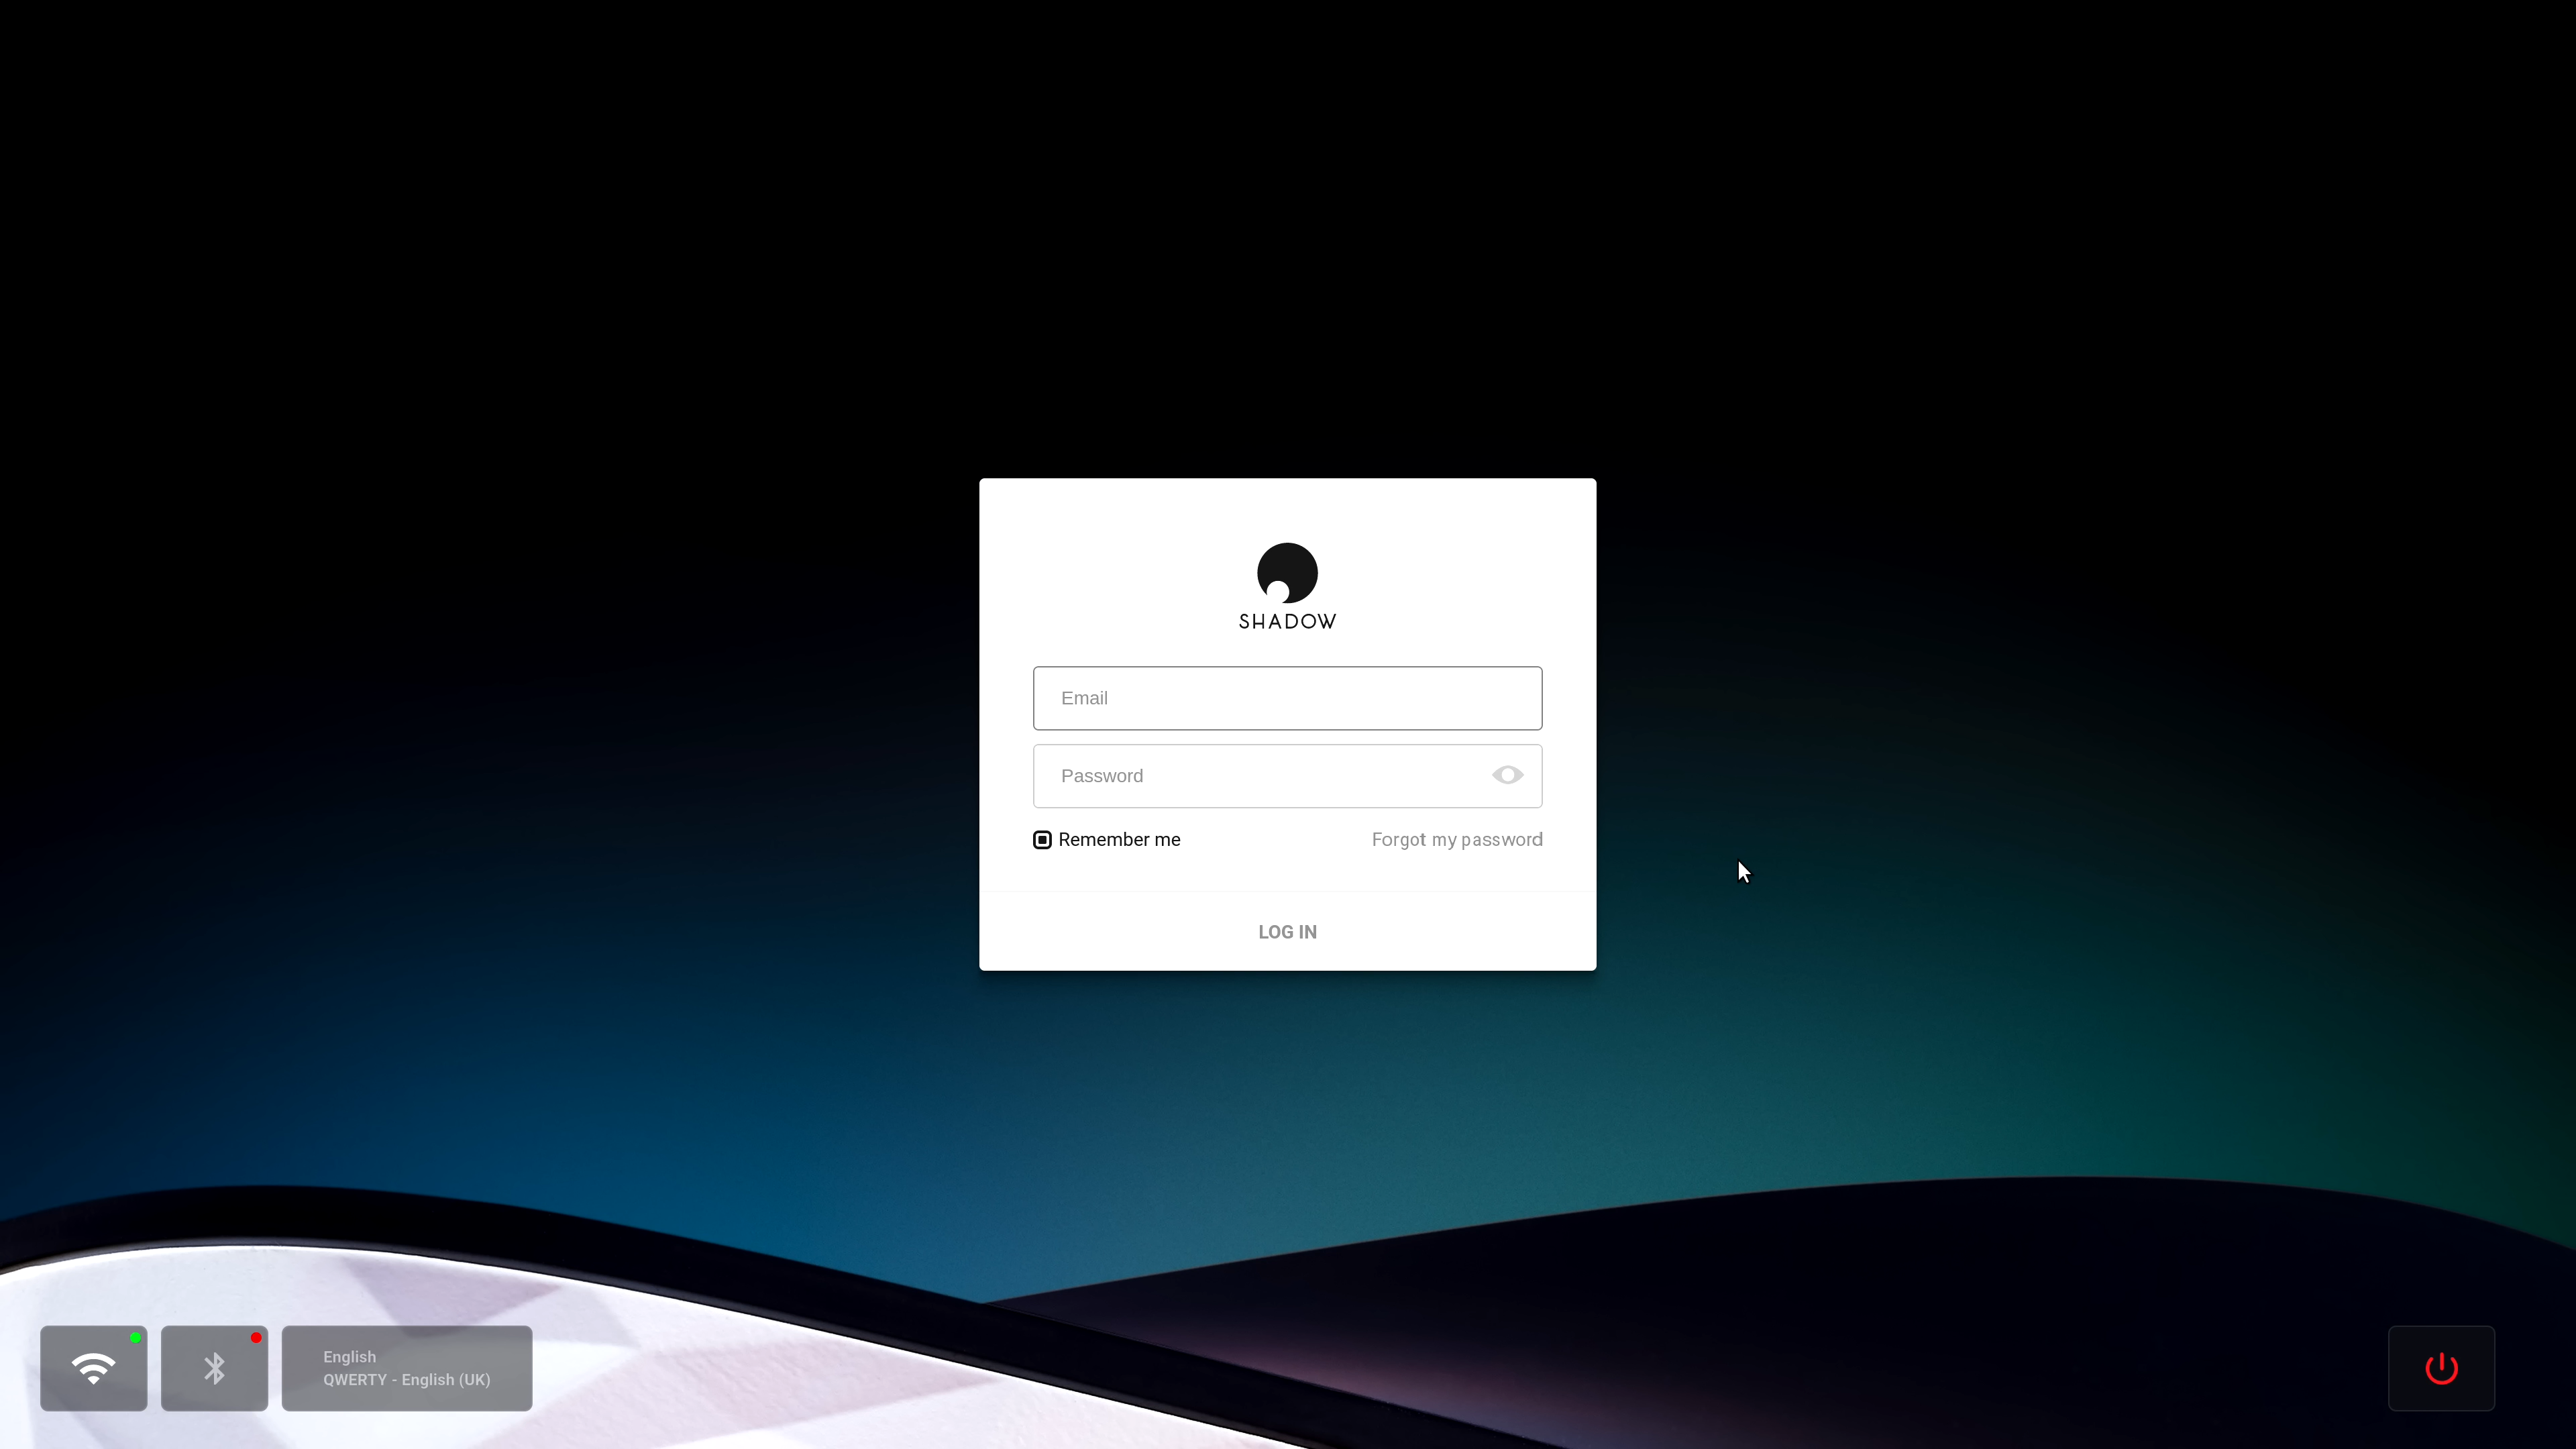 SHADOW
Email
Password
Remember me
Forgot my password
LOG IN
English
QWERTY - English (UK)